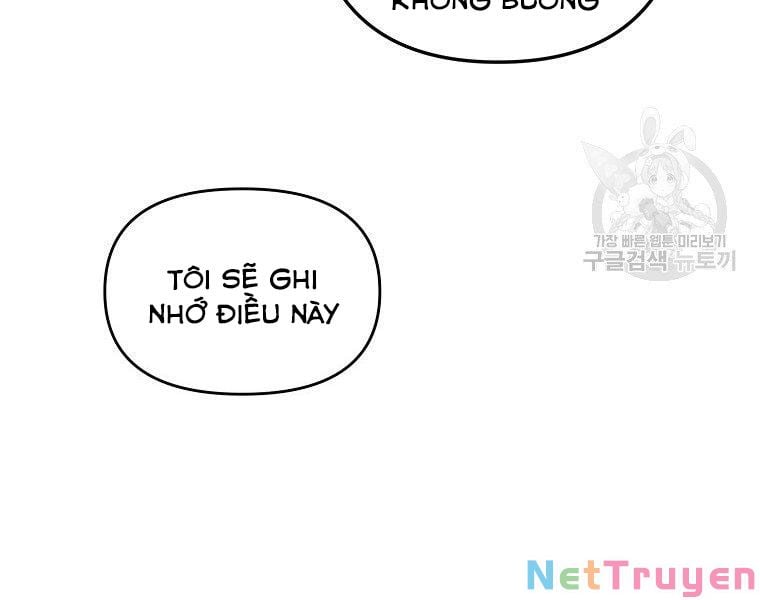 KHÔNG BUÔNG
TÔI SẼ GHI
NHỚ ĐIỀU NÀY
가장 빠른 웹툰 미리보기
구글검색 뉴토끼
NetTruyen